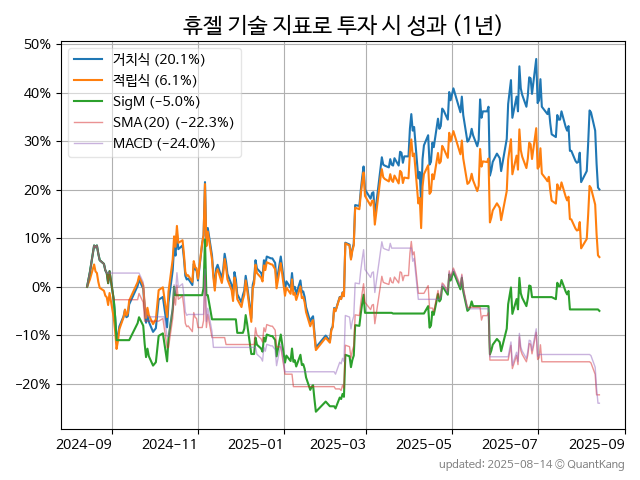 휴젤 기술 지표로 투자 시 성과 (1년)
50%
40%
30%
20%
10%
0%
−10%
−20%
거치식 (20.1%)
적립식 (6.1%)
SigM (−5.0%)
SMA(20) (−22.3%)
MACD (−24.0%)
2024-09 2024-11 2025-01 2025-03 2025-05 2025-07 2025-09
updated: 2025-08-14 © QuantKang